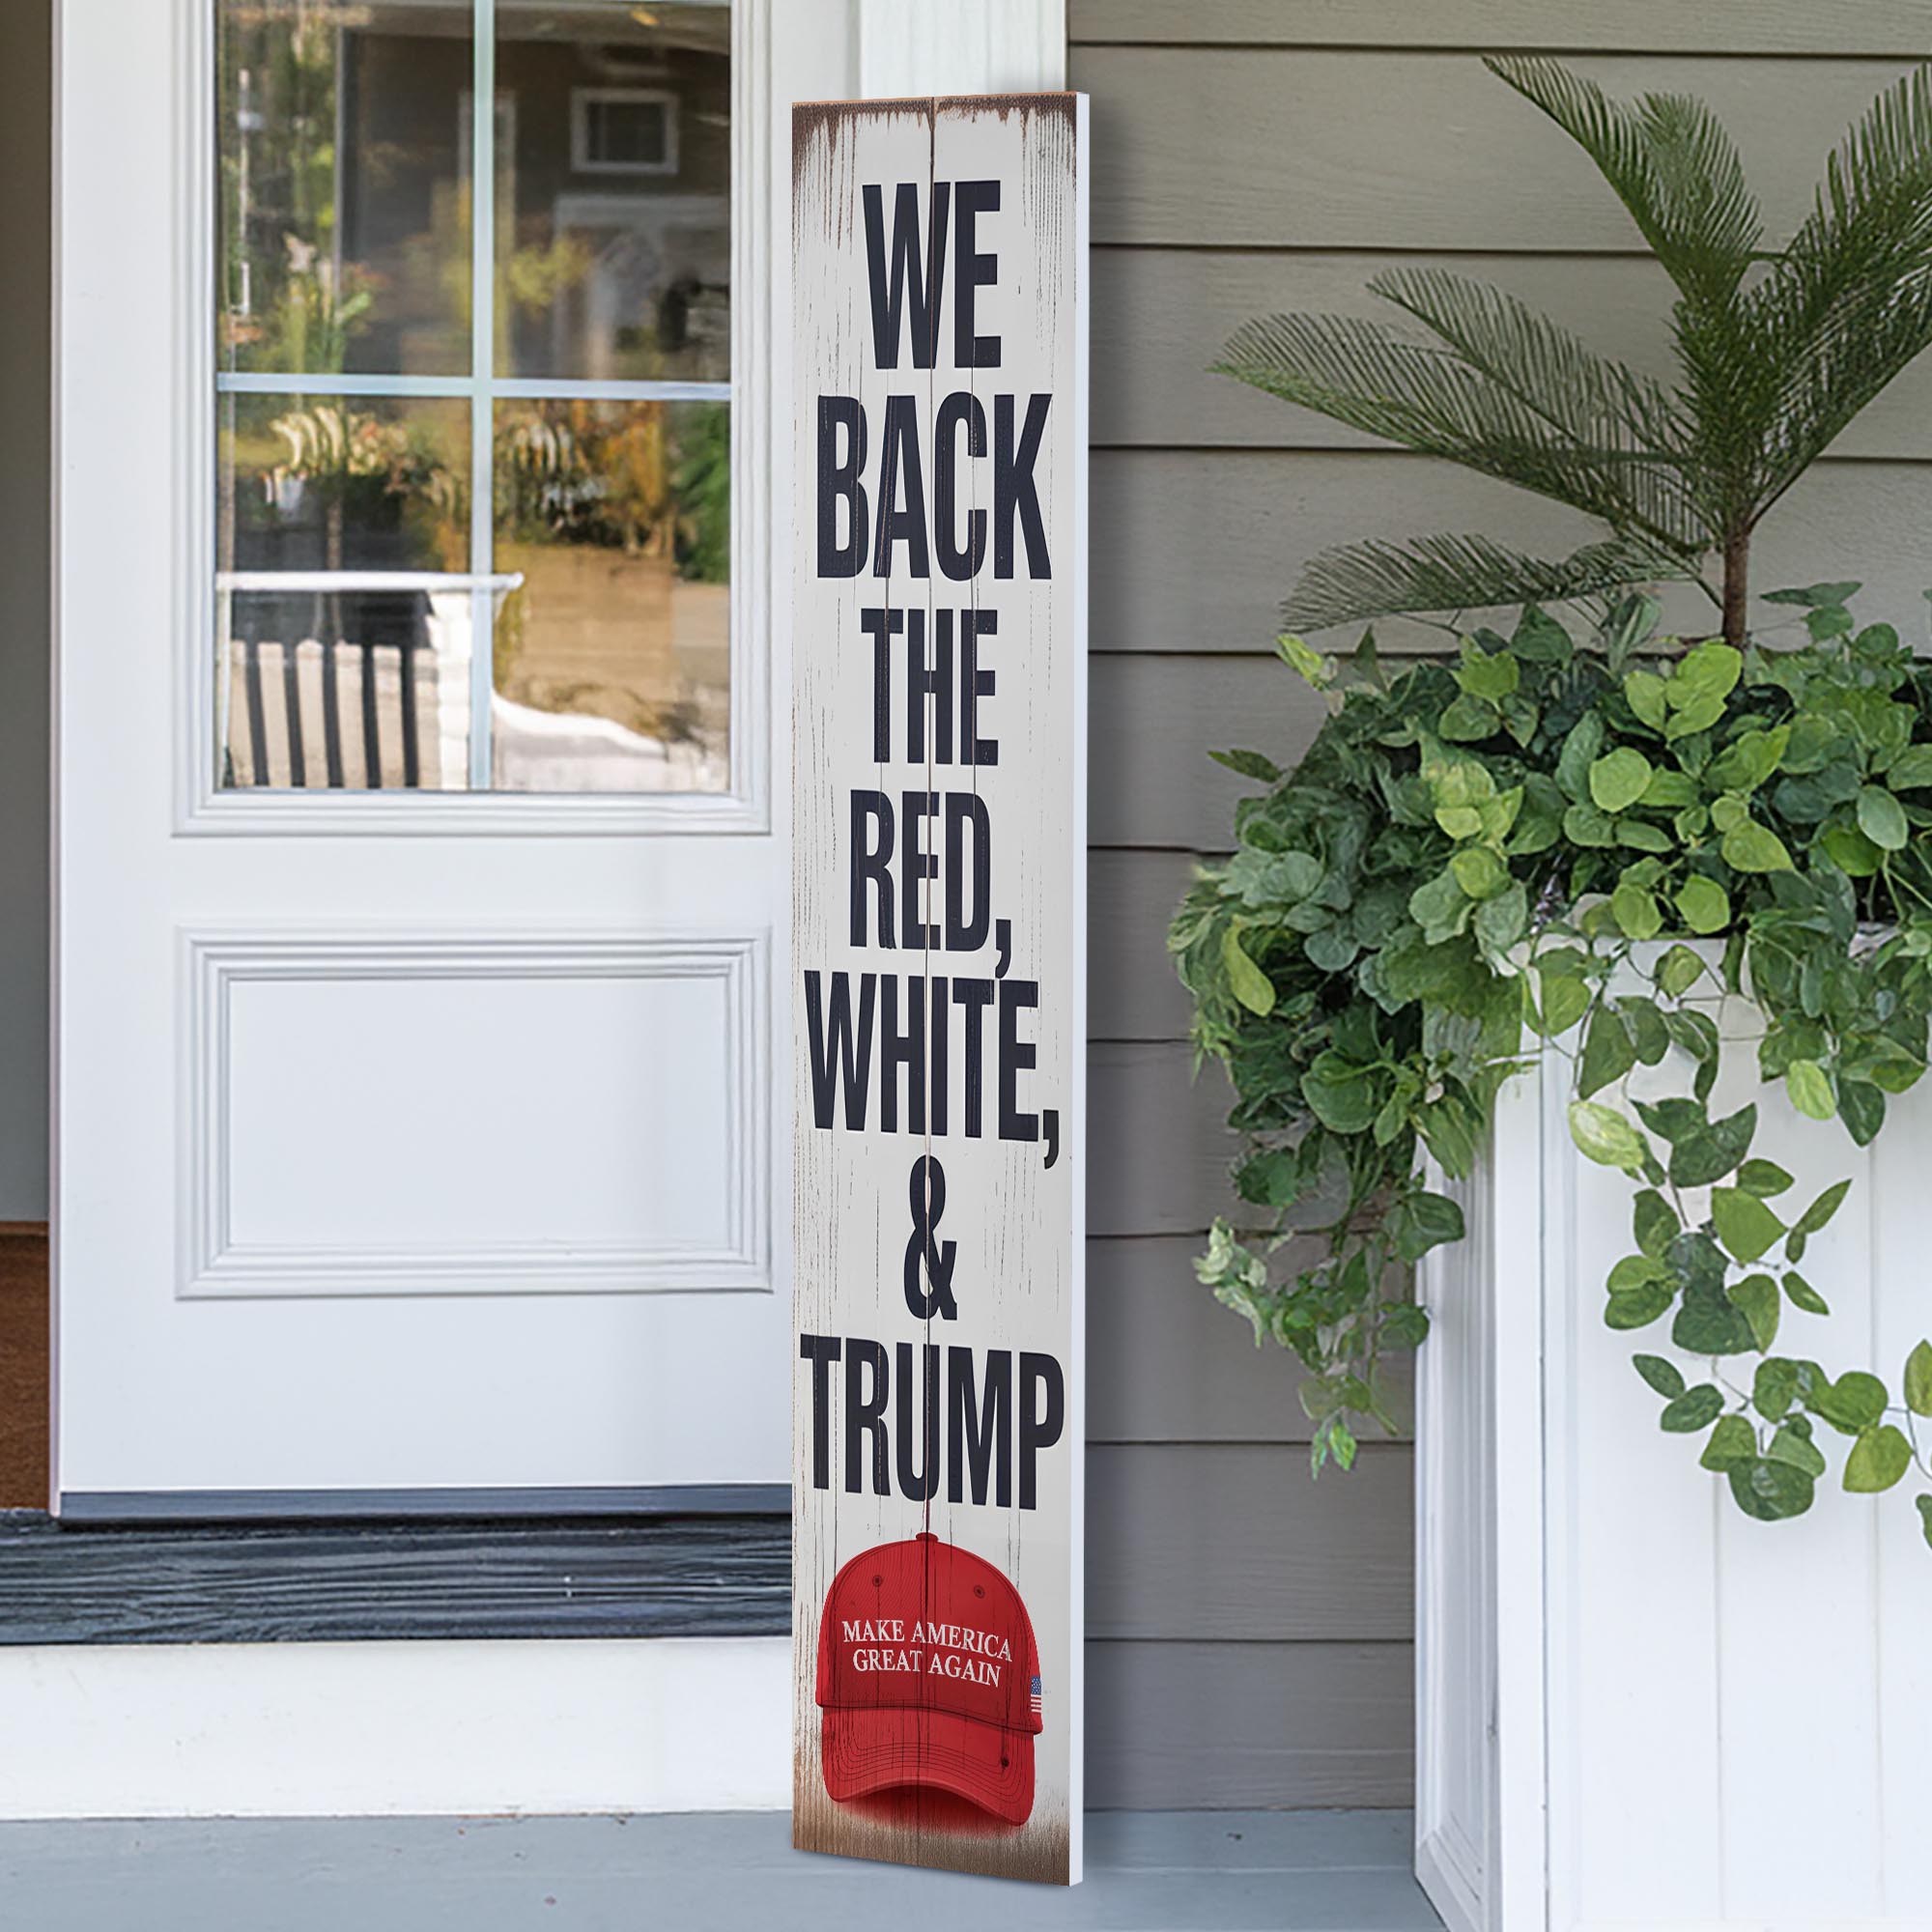 WE
BACK
THE
RED,
WHITE,
&
TRUMP
MAKE AMERICA
GREAT AGAIN